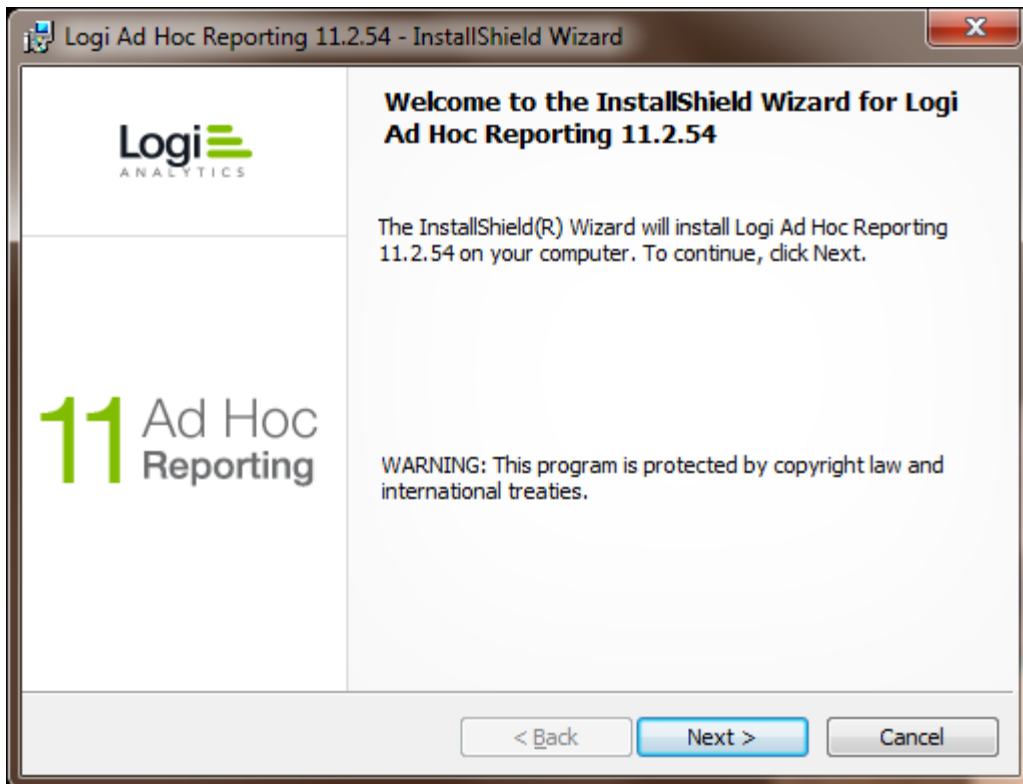 Logi Ad Hoc Reporting 11.2.54 - InstallShield Wizard
Logi
ANALYTICS
Welcome to the InstallShield Wizard for Logi
Ad Hoc Reporting 11.2.54
The InstallShield(R) Wizard will install Logi Ad Hoc Reporting
11.2.54 on your computer. To continue, click Next.
11 Ad Hoc
Reporting
WARNING: This program is protected by copyright law and
international treaties.
< Back Next > Cancel